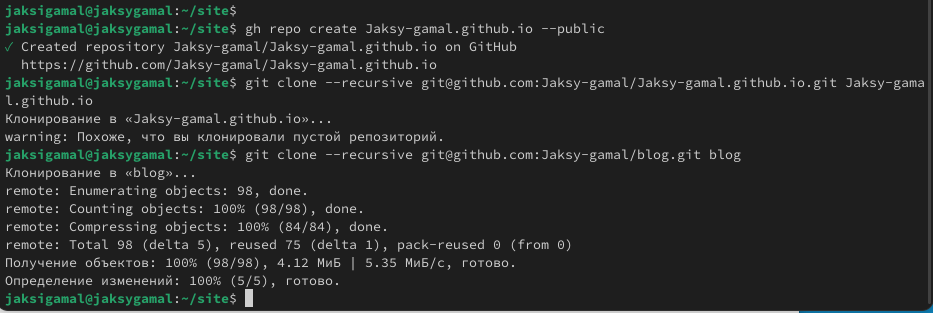 jaksigamal@jaksygamal:~/site$
jaksigamal@jaksygamal:~/site$ gh repo create Jaksy-gamal.github.io --public
✓ Created repository Jaksy-gamal/Jaksy-gamal.github.io on GitHub
  https://github.com/Jaksy-gamal/Jaksy-gamal.github.io
jaksigamal@jaksygamal:~/site$ git clone --recursive git@github.com:Jaksy-gamal/Jaksy-gamal.github.io.git Jaksy-gama
l.github.io
Клонирование в «Jaksy-gamal.github.io»...
warning: Похоже, что вы клонировали пустой репозиторий.
jaksigamal@jaksygamal:~/site$ git clone --recursive git@github.com:Jaksy-gamal/blog.git blog
Клонирование в «blog»...
remote: Enumerating objects: 98, done.
remote: Counting objects: 100% (98/98), done.
remote: Compressing objects: 100% (84/84), done.
remote: Total 98 (delta 5), reused 75 (delta 1), pack-reused 0 (from 0)
Получение объектов: 100% (98/98), 4.12 МиБ | 5.35 МиБ/с, готово.
Определение изменений: 100% (5/5), готово.
jaksigamal@jaksygamal:~/site$